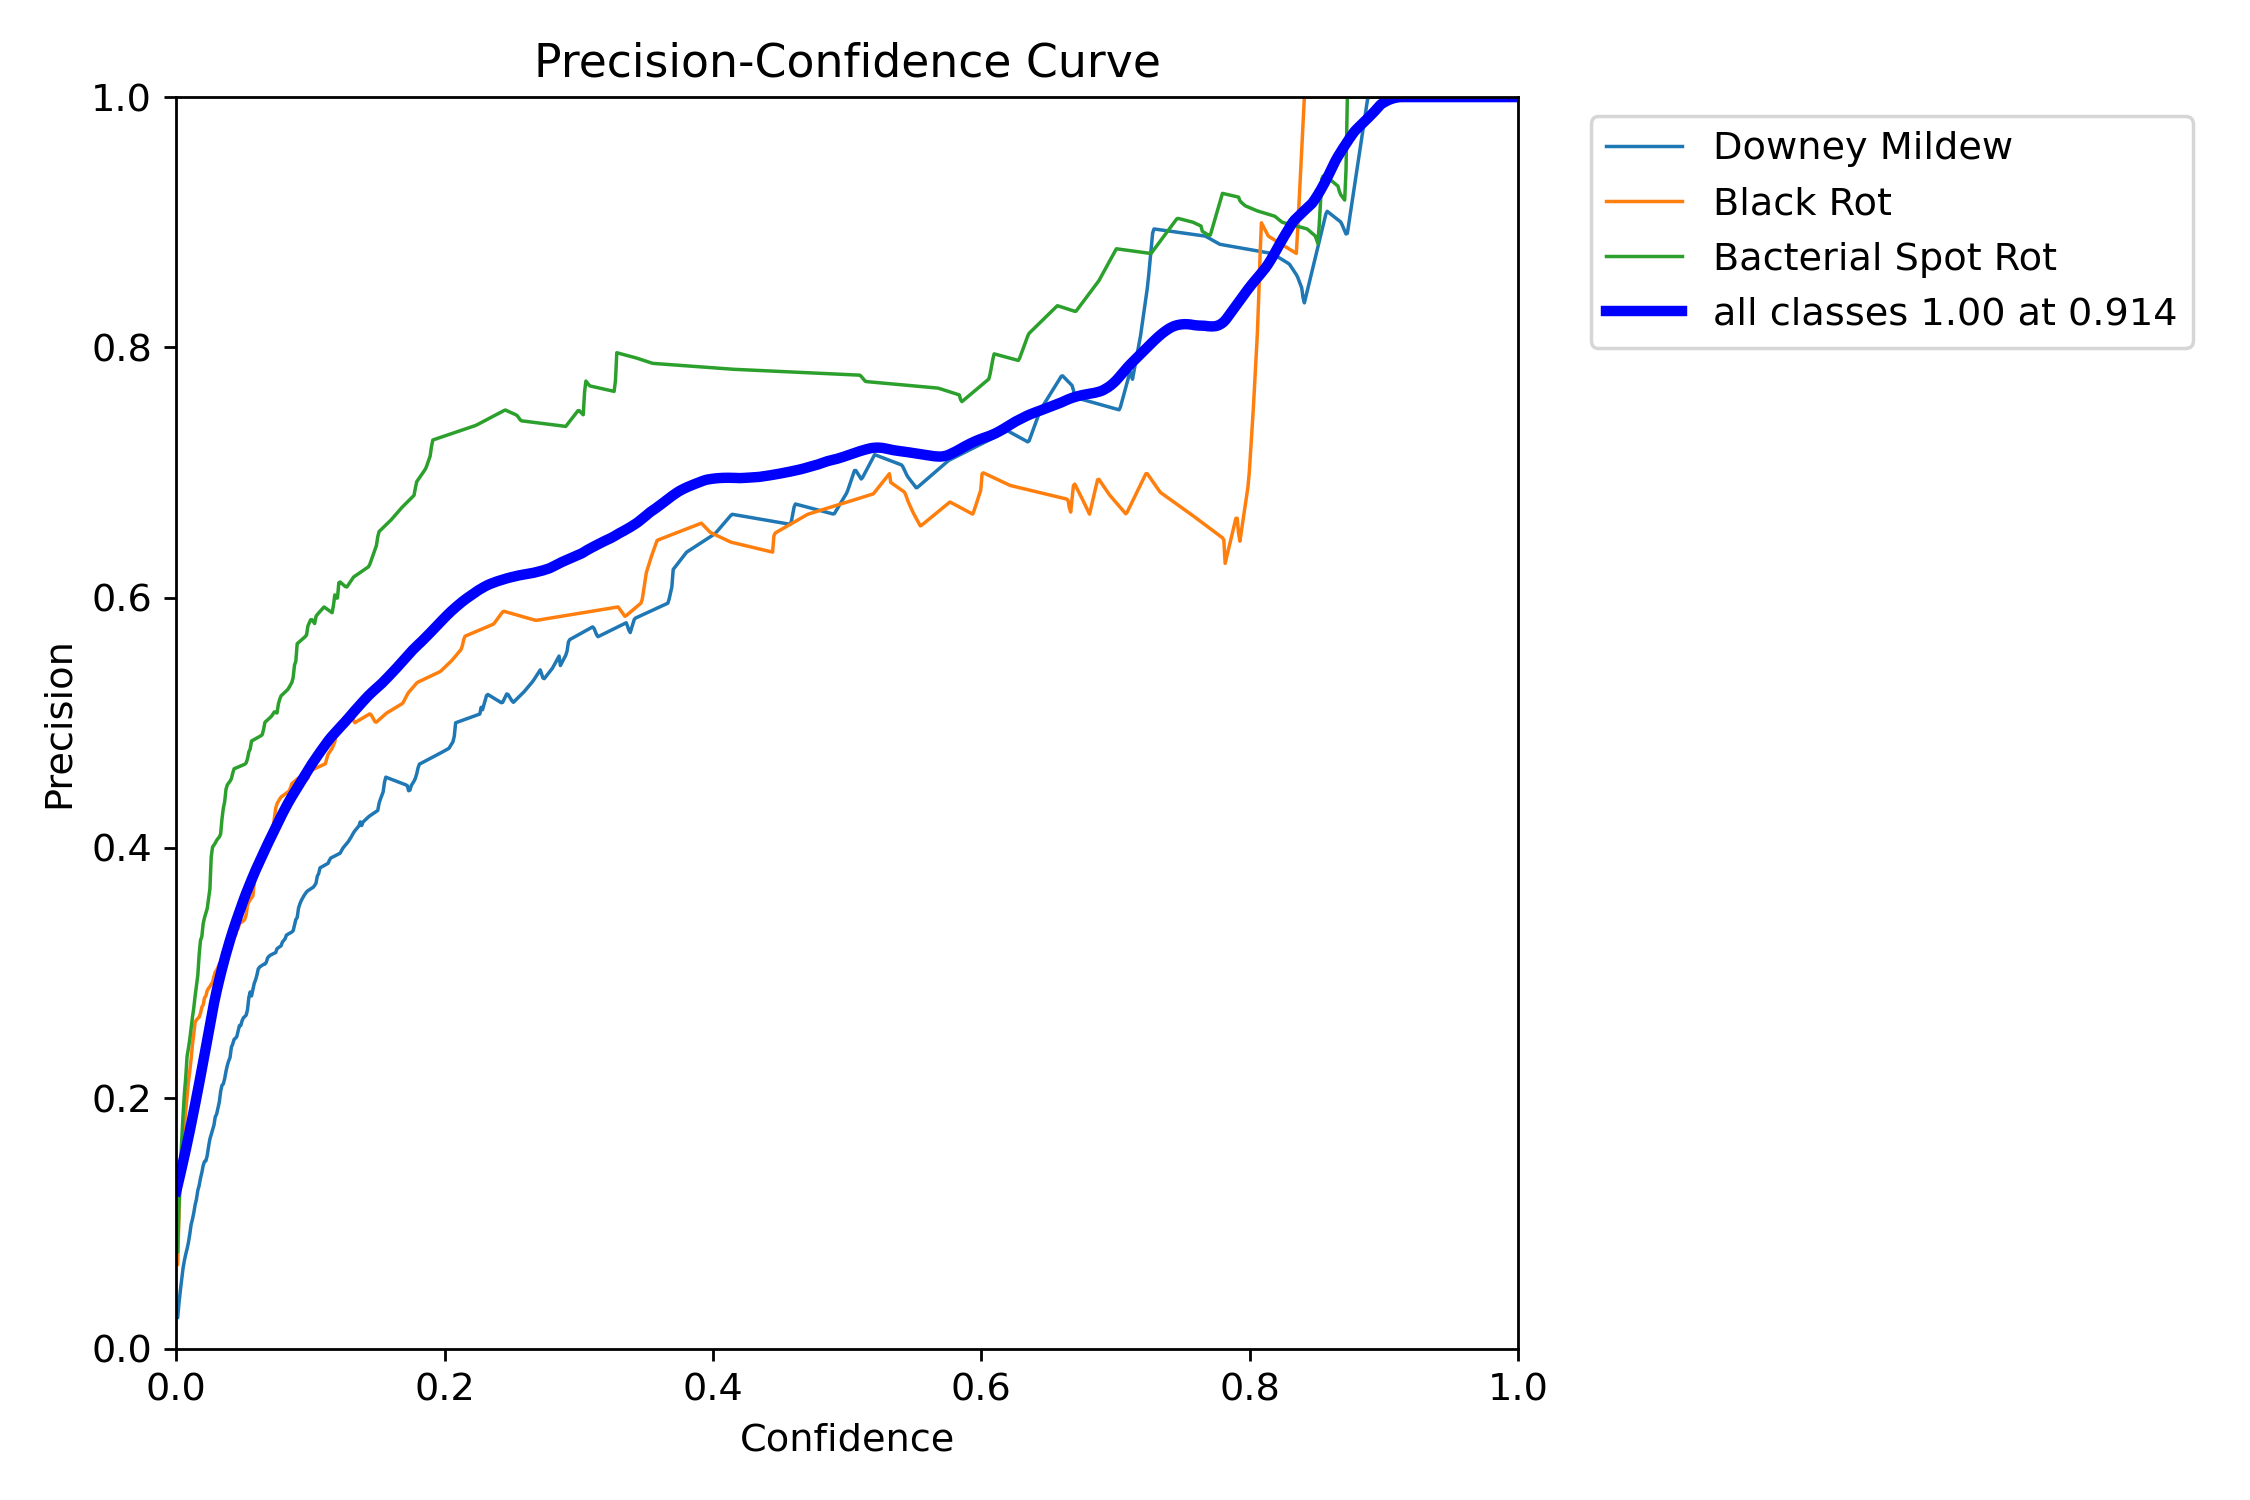 Precision-Confidence Curve
1.0
0.8
0.6
0.4
0.2
0.0
Precision
0.0 0.2 0.4 0.6 0.8 1.0
Confidence
Downey Mildew
Black Rot
Bacterial Spot Rot
all classes 1.00 at 0.914